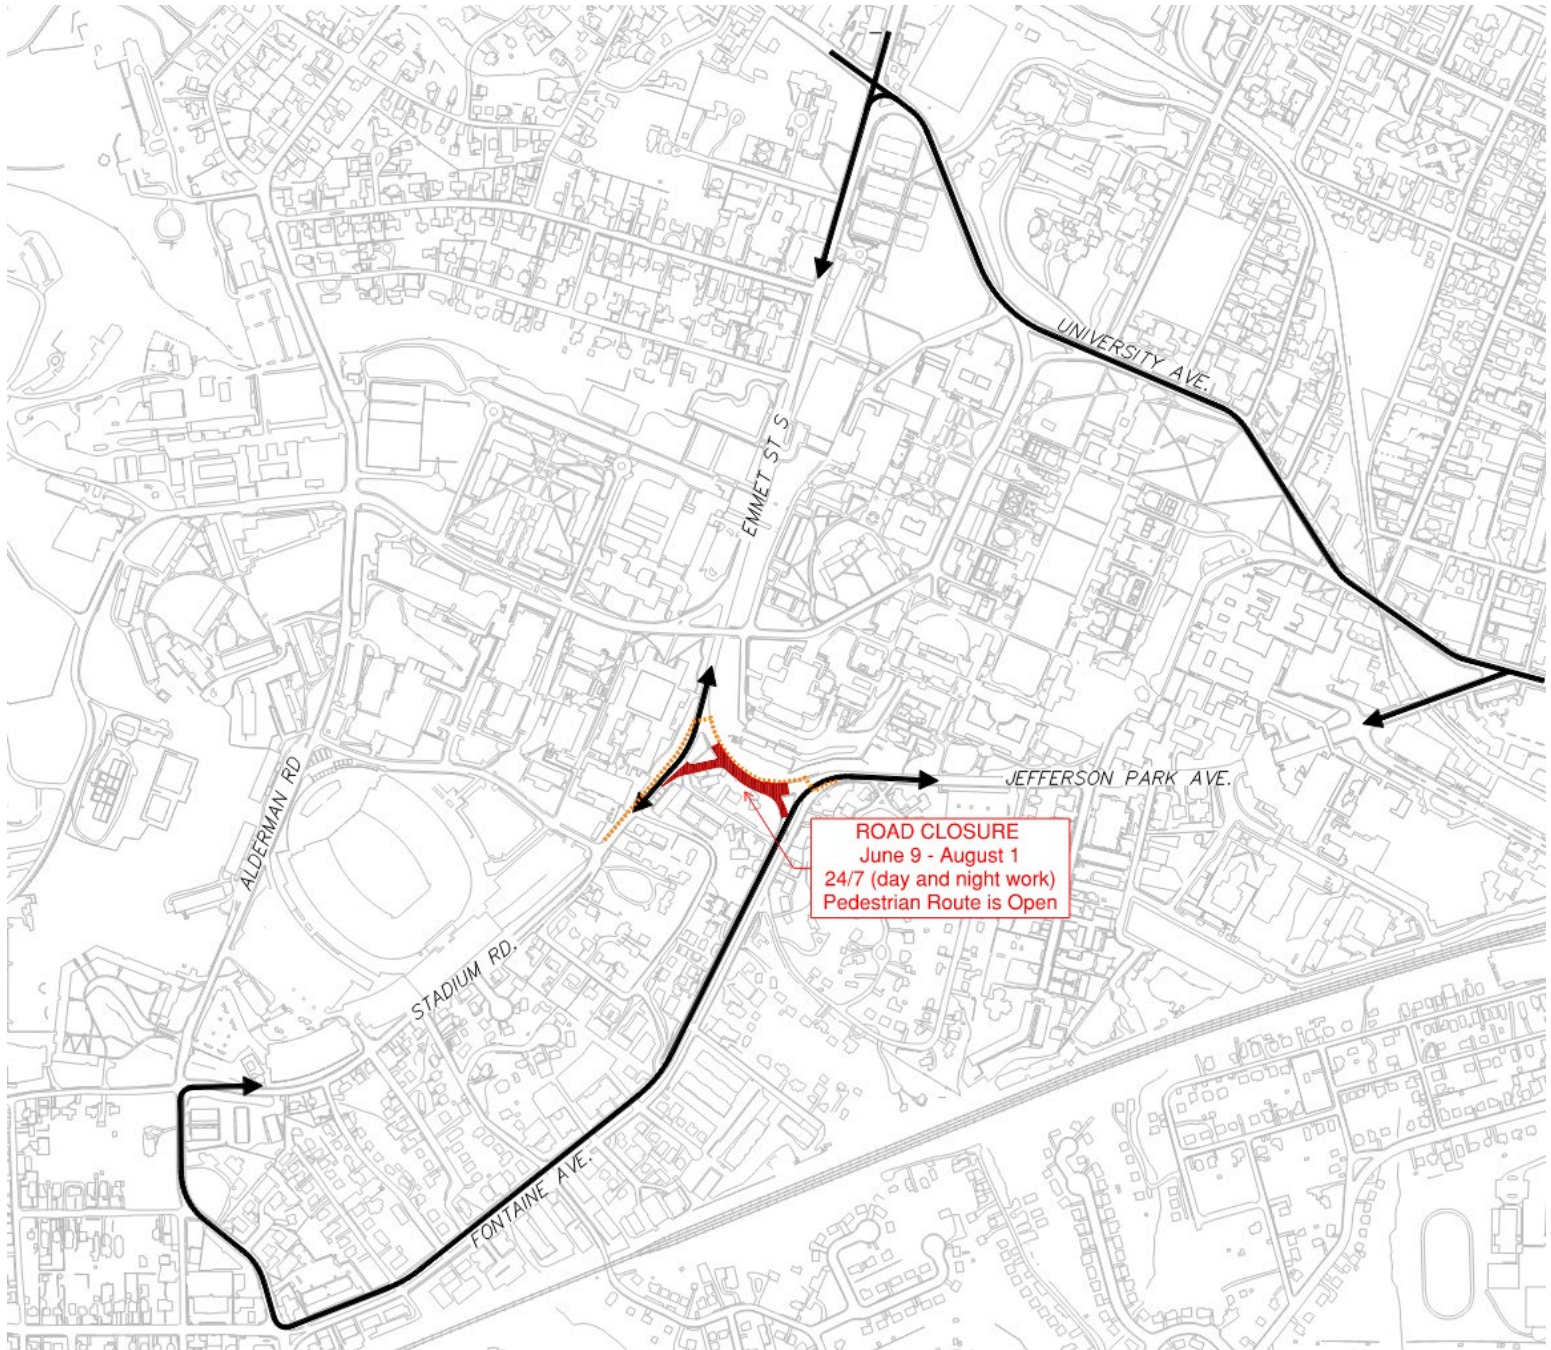 UNIVERSITY AVE.
EMMET ST S
JEFFERSON PARK AVE.
ALDERMAN RD
ROAD CLOSURE
June 9 - August 1
24/7 (day and night work)
Pedestrian Route is Open
STADIUM RD.
FONTAINE AVE.